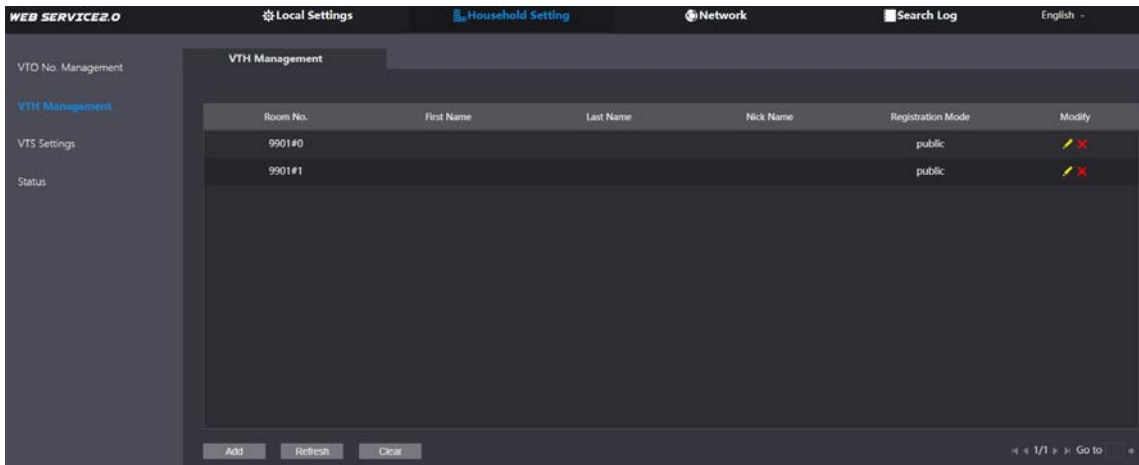 WEB SERVICE2.0 Local Settings Household Setting Network Search Log English
VTO No. Management
VTH Management
VTS Settings
Status
VTH Management
Room No. First Name Last Name Nick Name Registration Mode Modify
9901#0 public
9901#1 public
Add Refresh Clear 1/1 Go to